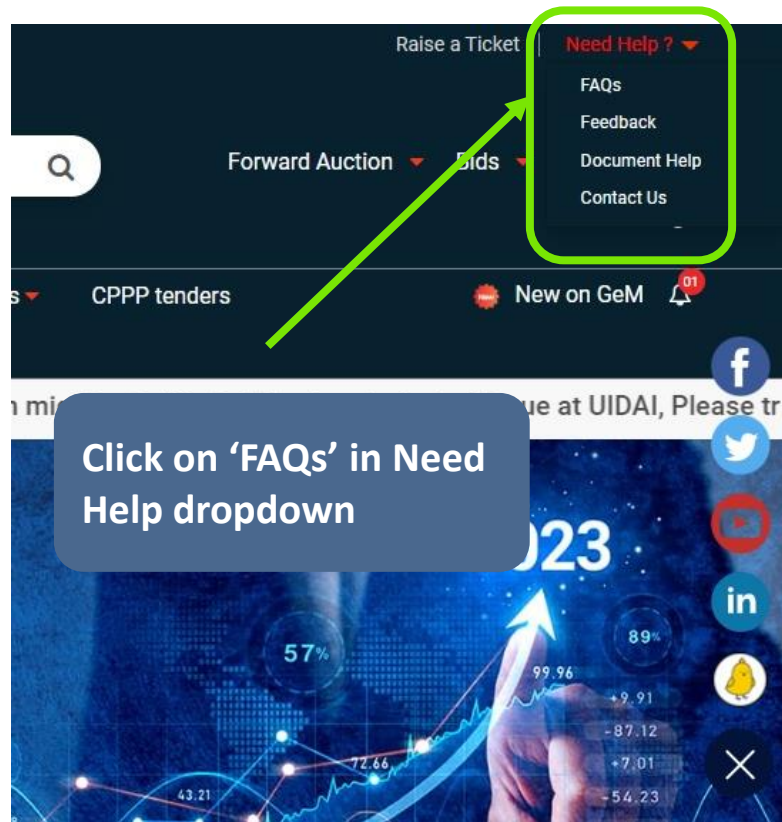 Raise a Ticket | Need Help ?
FAQs
Feedback
Document Help
Contact Us
Forward Auction
Bids
CPPP tenders
New on GeM
01
ue at UIDAI, Please tr
Click on ‘FAQs’ in Need
Help dropdown
023
f
in
57%
89%
99.96
+9.91
-87.12
72.66
+7.01
43.21
-54.23